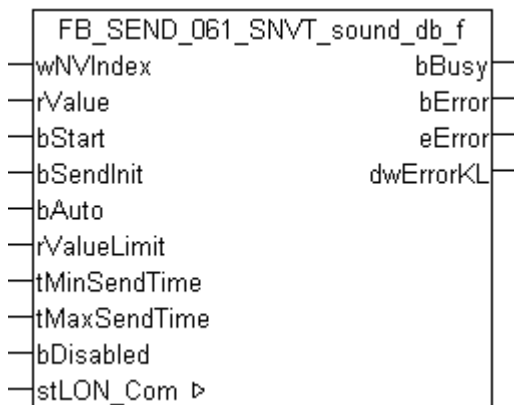 FB_SEND_061_SNVT_sound_db_f
wNVIndex bBusy
rValue bError
bStart eError
bSendInit dwErrorKL
bAuto
rValueLimit
tMinSendTime
tMaxSendTime
bDisabled
stLON_Com ▷